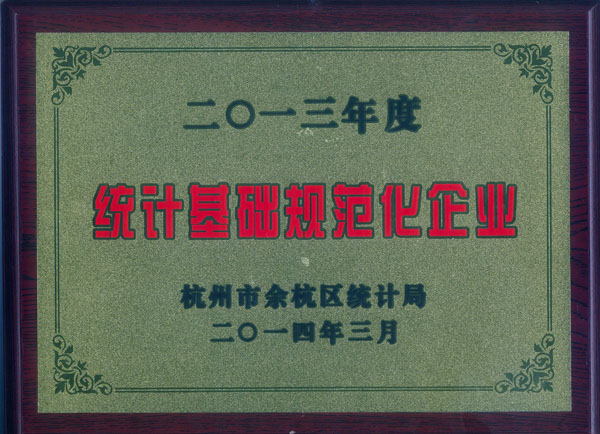 二〇一三年度
统计基础规范化企业
杭州市余杭区统计局
二〇一四年三月